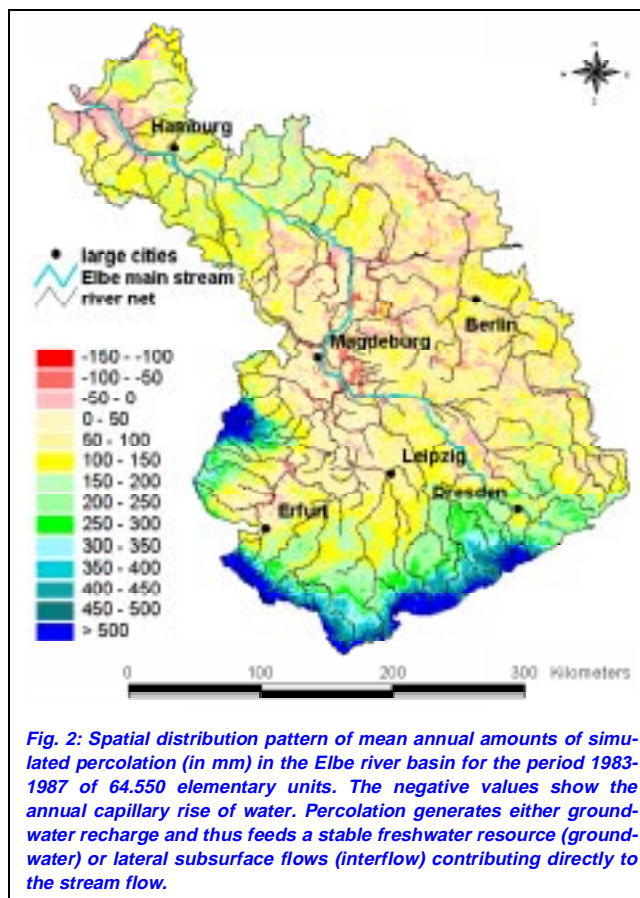 Hamburg
large cities
Elbe main stream
river net
Berlin
Magdeburg
-150 - -100
-100 - -50
-50 - 0
0 - 50
50 - 100
100 - 150
150 - 200
200 - 250
250 - 300
300 - 350
350 - 400
400 - 450
450 - 500
> 500
Leipzig
Dresden
Erfurt
0 100 200 300 Kilometers
Fig. 2: Spatial distribution pattern of mean annual amounts of simu-
lated percolation (in mm) in the Elbe river basin for the period 1983-
1987 of 64.550 elementary units. The negative values show the
annual capillary rise of water. Percolation generates either ground-
water recharge and thus feeds a stable freshwater resource (ground-
water) or lateral subsurface flows (interflow) contributing directly to
the stream flow.